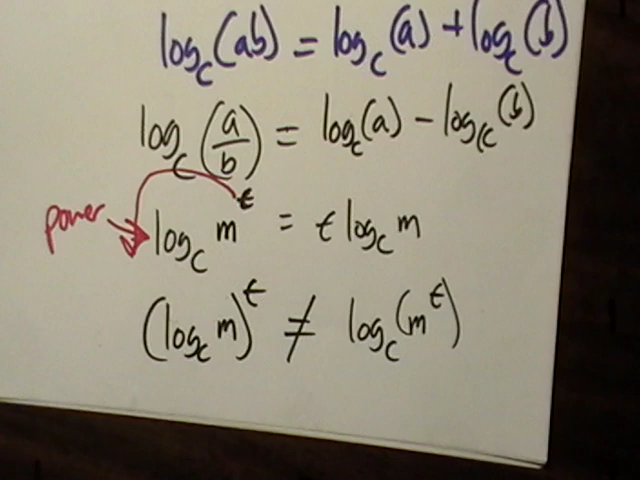 log_c(ab) = log_c(a) + log_c(b)
log_c(a/b) = log_c(a) - log_c(b)
power log_c m^t = t log_c m
(log_c m)^t ≠ log_c(m^t)